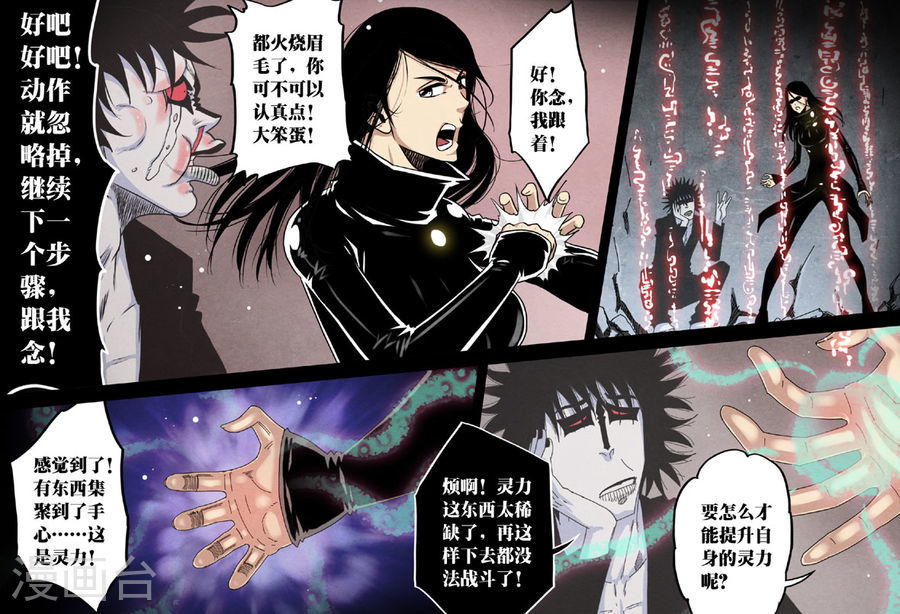 好吧
好吧！
动作
就忽
略掉，
继续
下一
个步
骤，
跟我
念！
都火烧眉
毛了，你
可不可以
认真点！
大笨蛋！
好！
你念，
我跟
着！
感觉到了！
有东西集
聚到了手
心……这
是灵力！
烦啊！灵力
这东西太稀
缺了，再这
样下去都没
法战斗了！
要怎么才
能提升自
身的灵力
呢？
漫画台